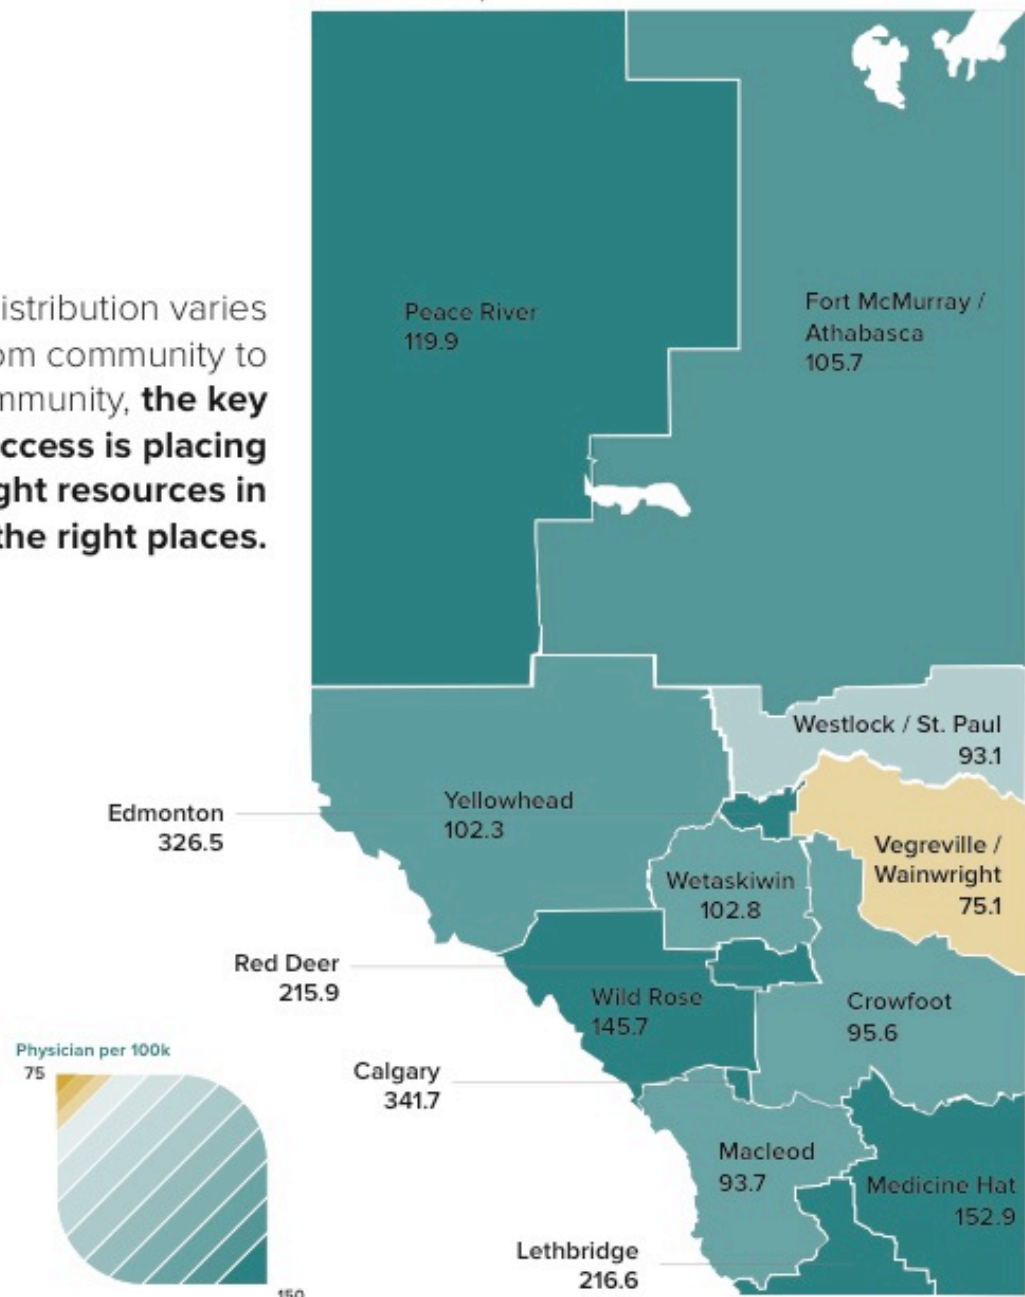 istribution varies
om community to
mmunity, the key
ccess is placing
ght resources in
the right places.
Peace River
119.9
Fort McMurray /
Athabasca
105.7
Westlock / St. Paul
93.1
Edmonton
326.5
Yellowhead
102.3
Vegreville /
Wainwright
75.1
Wetaskiwin
102.8
Red Deer
215.9
Wild Rose
145.7
Crowfoot
95.6
Physician per 100k
75
150
Calgary
341.7
Macleod
93.7
Medicine Hat
152.9
Lethbridge
216.6